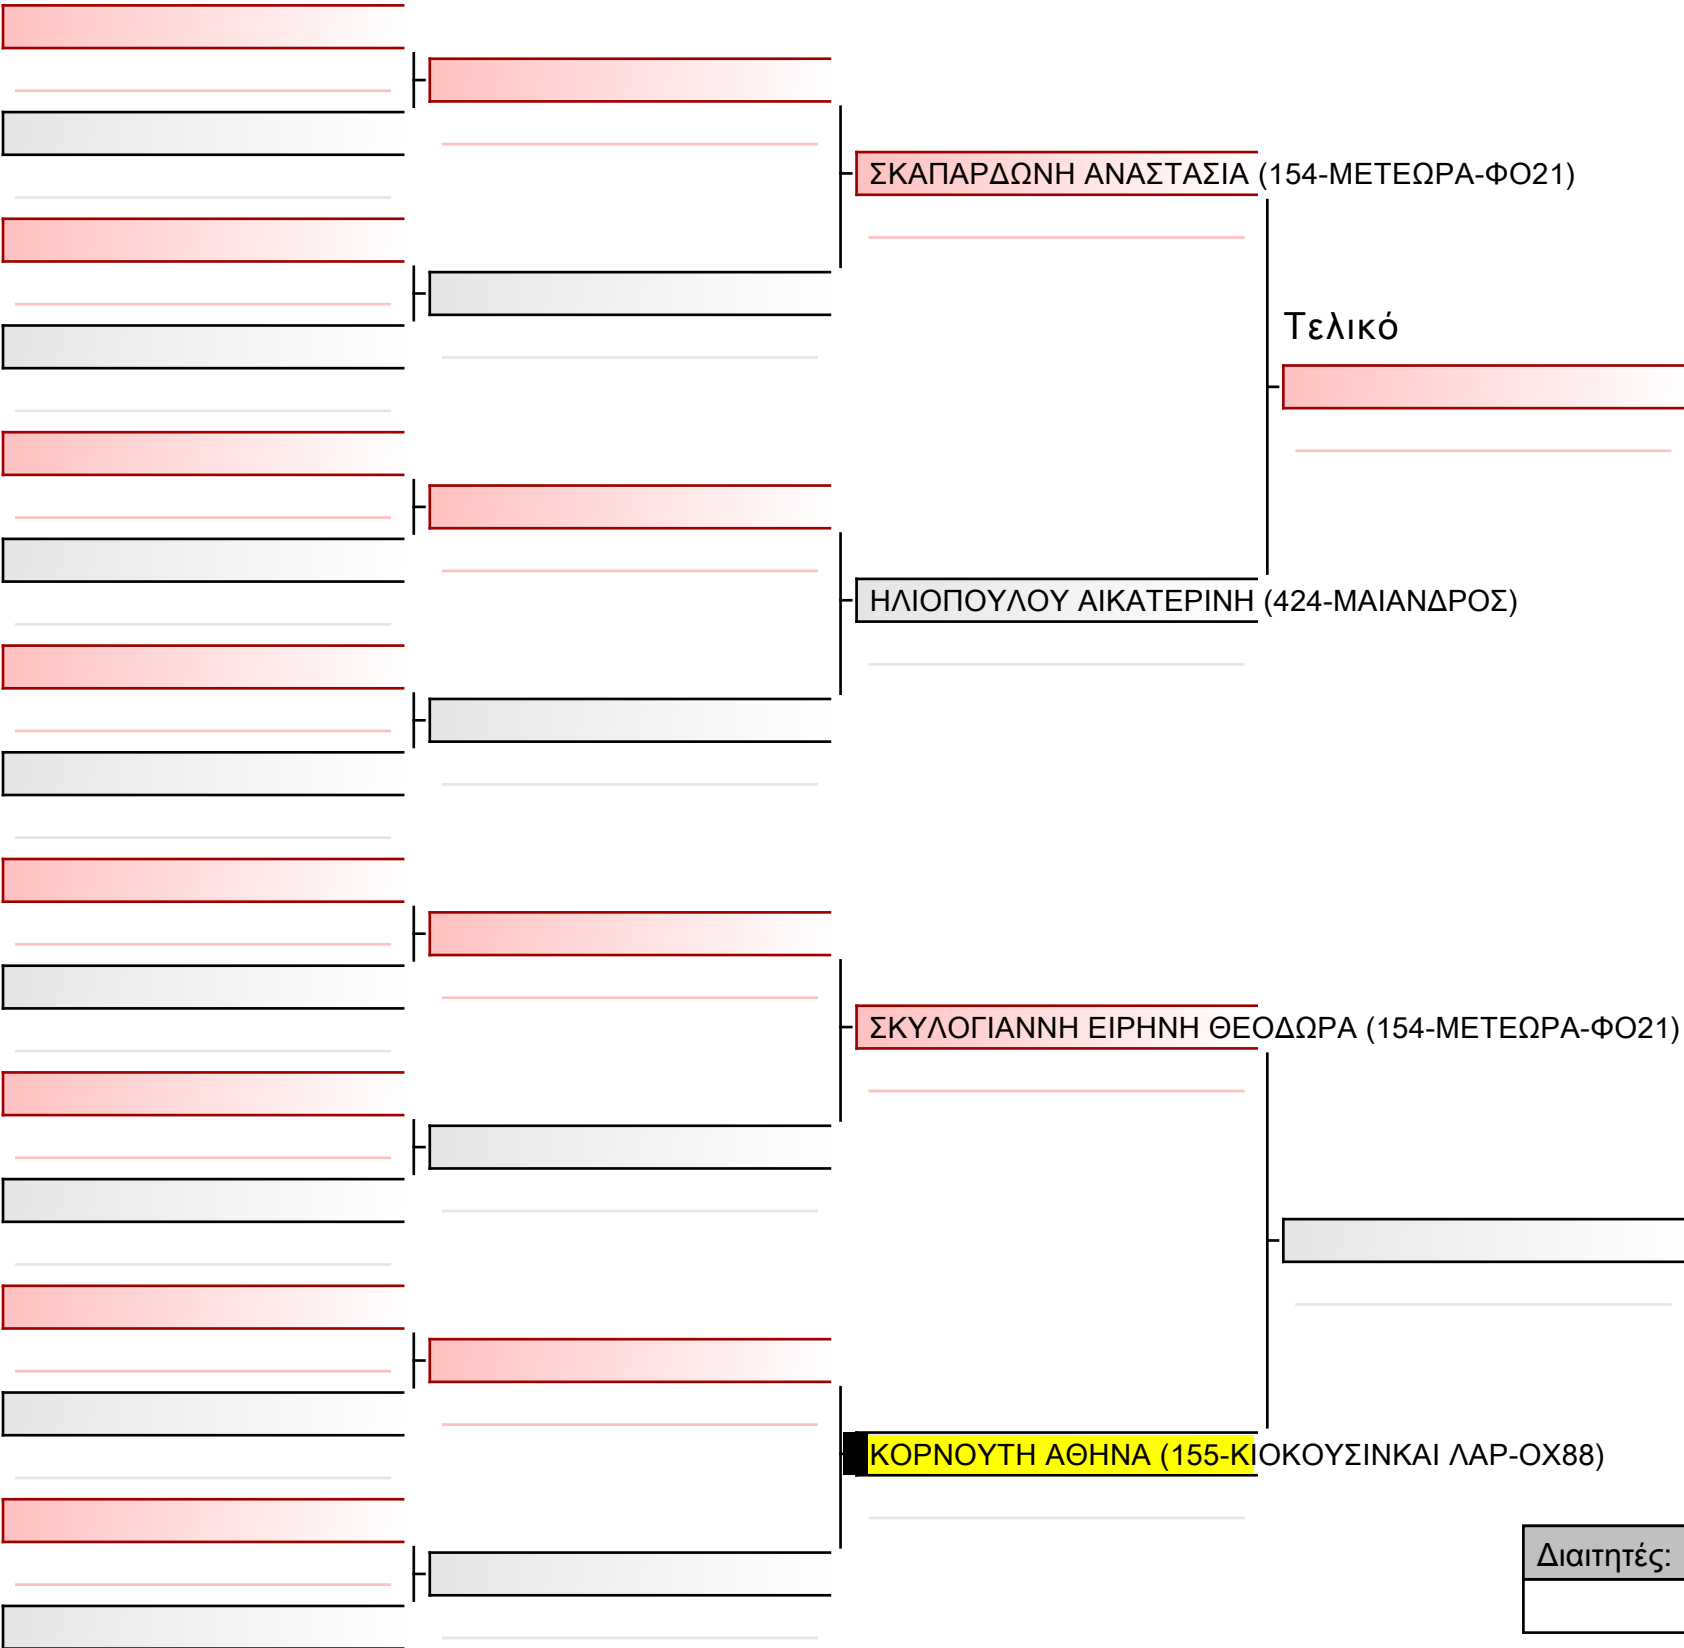 ΣΚΑΠΑΡΔΩΝΗ ΑΝΑΣΤΑΣΙΑ (154-ΜΕΤΕΩΡΑ-ΦΟ21)
Τελικό
ΗΛΙΟΠΟΥΛΟΥ ΑΙΚΑΤΕΡΙΝΗ (424-ΜΑΙΑΝΔΡΟΣ)
ΣΚΥΛΟΓΙΑΝΝΗ ΕΙΡΗΝΗ ΘΕΟΔΩΡΑ (154-ΜΕΤΕΩΡΑ-ΦΟ21)
ΚΟΡΝΟΥΤΗ ΑΘΗΝΑ (155-ΚΙΟΚΟΥΣΙΝΚΑΙ ΛΑΡ-ΟΧ88)
Διαιτητές: